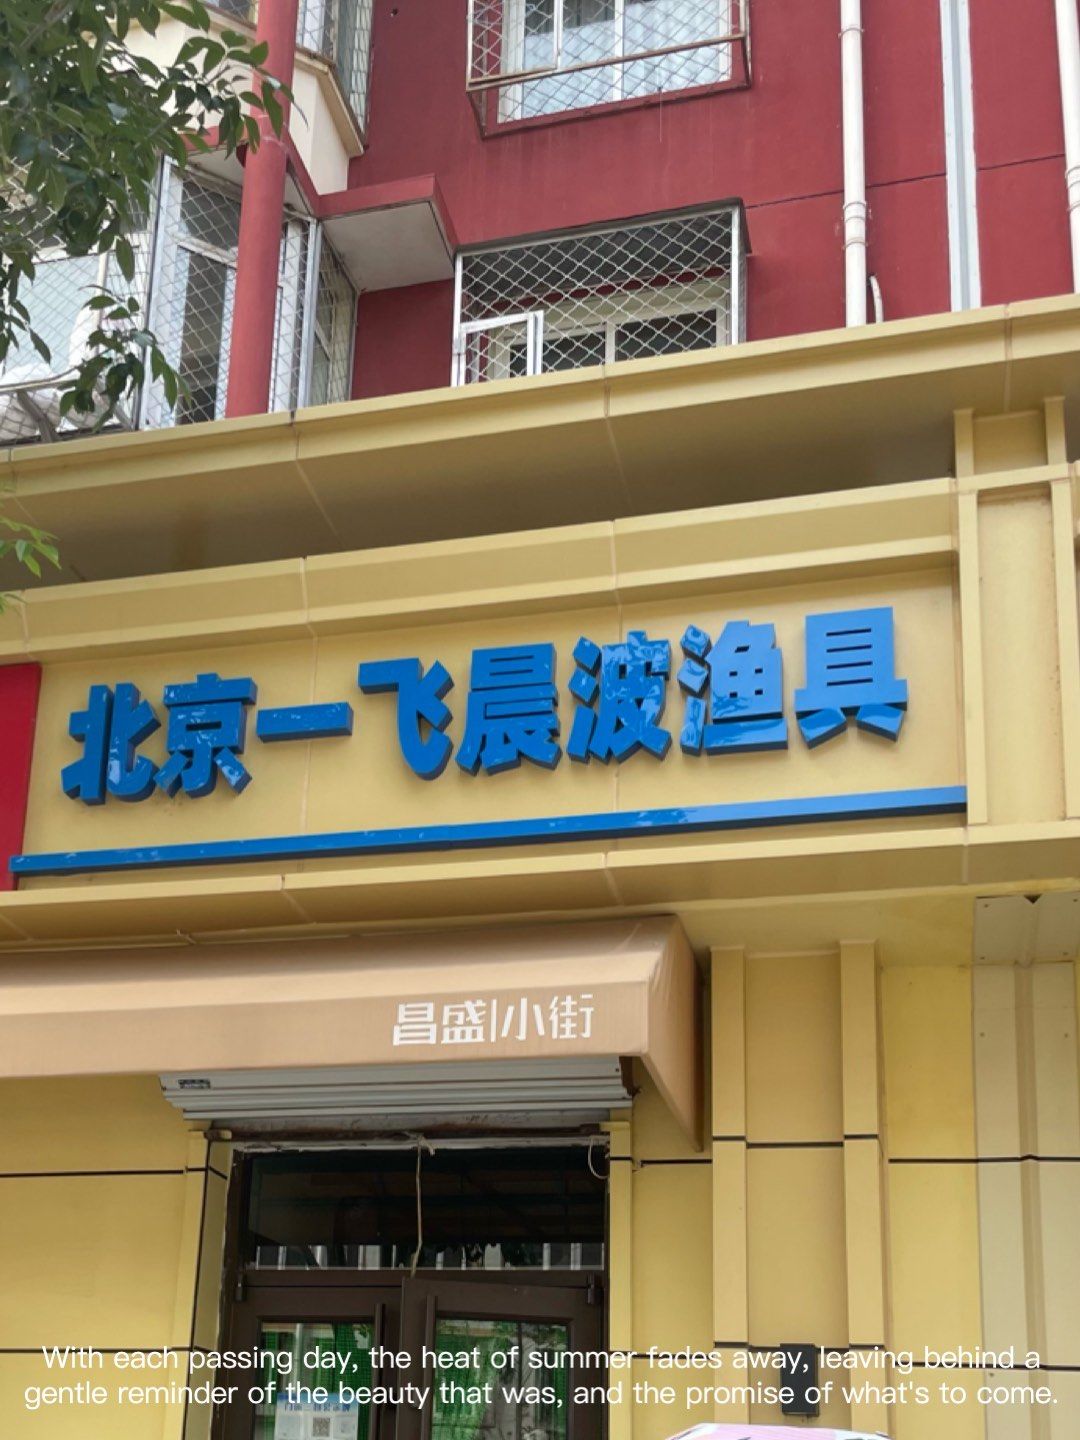 北京一飞晨波渔具
昌盛|小街
With each passing day, the heat of summer fades away, leaving behind a
gentle reminder of the beauty that was, and the promise of what's to come.